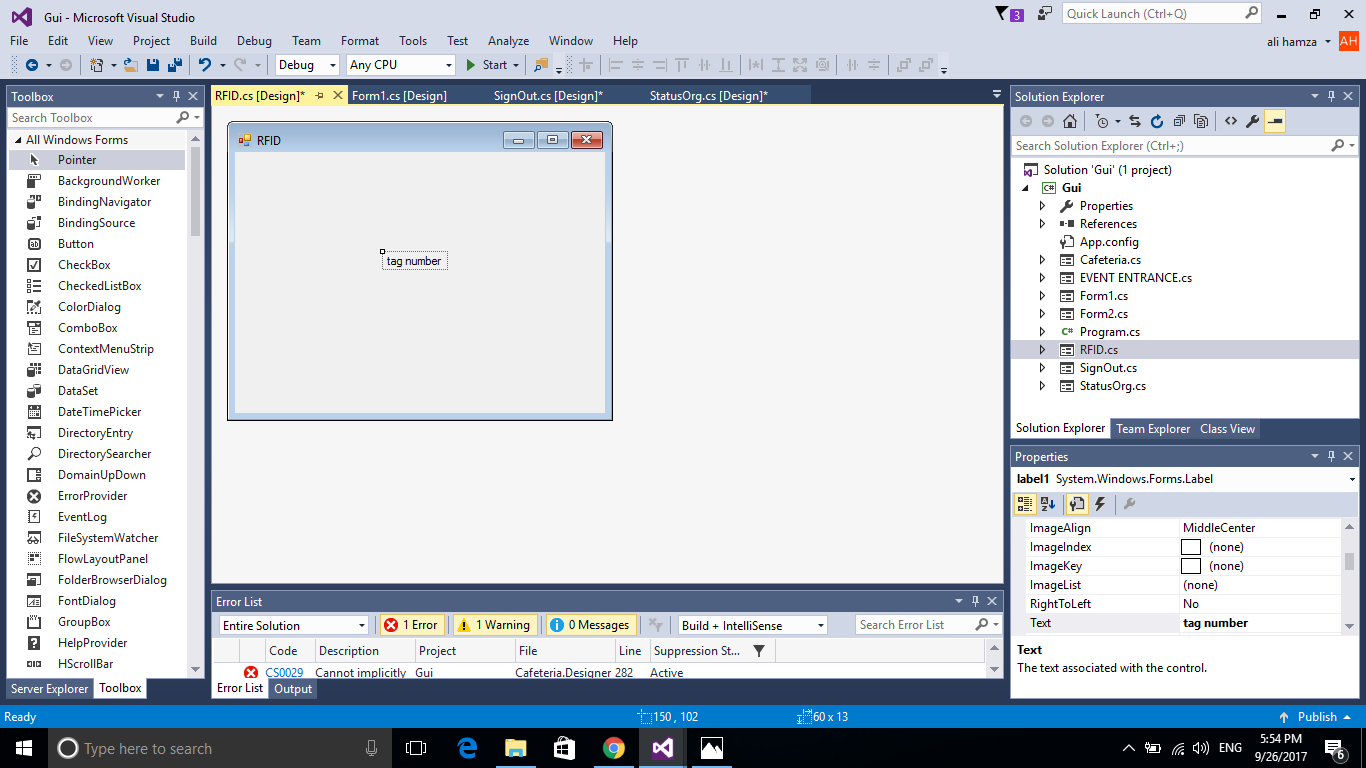 Gui - Microsoft Visual Studio
3
Quick Launch (Ctrl+Q)
File Edit View Project Build Debug Team Format Tools Test Analyze Window Help
ali hamza AH
Debug Any CPU Start
Toolbox
Search Toolbox
All Windows Forms
Pointer
BackgroundWorker
BindingNavigator
BindingSource
Button
CheckBox
CheckedListBox
ColorDialog
ComboBox
ContextMenuStrip
DataGridView
DataSet
DateTimePicker
DirectoryEntry
DirectorySearcher
DomainUpDown
ErrorProvider
EventLog
FileSystemWatcher
FlowLayoutPanel
FolderBrowserDialog
FontDialog
GroupBox
HelpProvider
HScrollBar
Server Explorer Toolbox
RFID.cs [Design]* Form1.cs [Design] SignOut.cs [Design]* StatusOrg.cs [Design]*
RFID
tag number
Error List
Entire Solution 1 Error 1 Warning 0 Messages Build + IntelliSense Search Error List
Code Description Project File Line Suppression St...
CS0029 Cannot implicitly Gui Cafeteria.Designer 282 Active
Error List Output
Solution Explorer
Search Solution Explorer (Ctrl+;)
Solution 'Gui' (1 project)
C# Gui
Properties
References
App.config
Cafeteria.cs
EVENT ENTRANCE.cs
Form1.cs
Form2.cs
C# Program.cs
RFID.cs
SignOut.cs
StatusOrg.cs
Solution Explorer Team Explorer Class View
Properties
label1 System.Windows.Forms.Label
ImageAlign MiddleCenter
ImageIndex (none)
ImageKey (none)
ImageList (none)
RightToLeft No
Text tag number
Text
The text associated with the control.
Ready 150 , 102 60 x 13 Publish
Type here to search
ENG
5:54 PM
9/26/2017
6